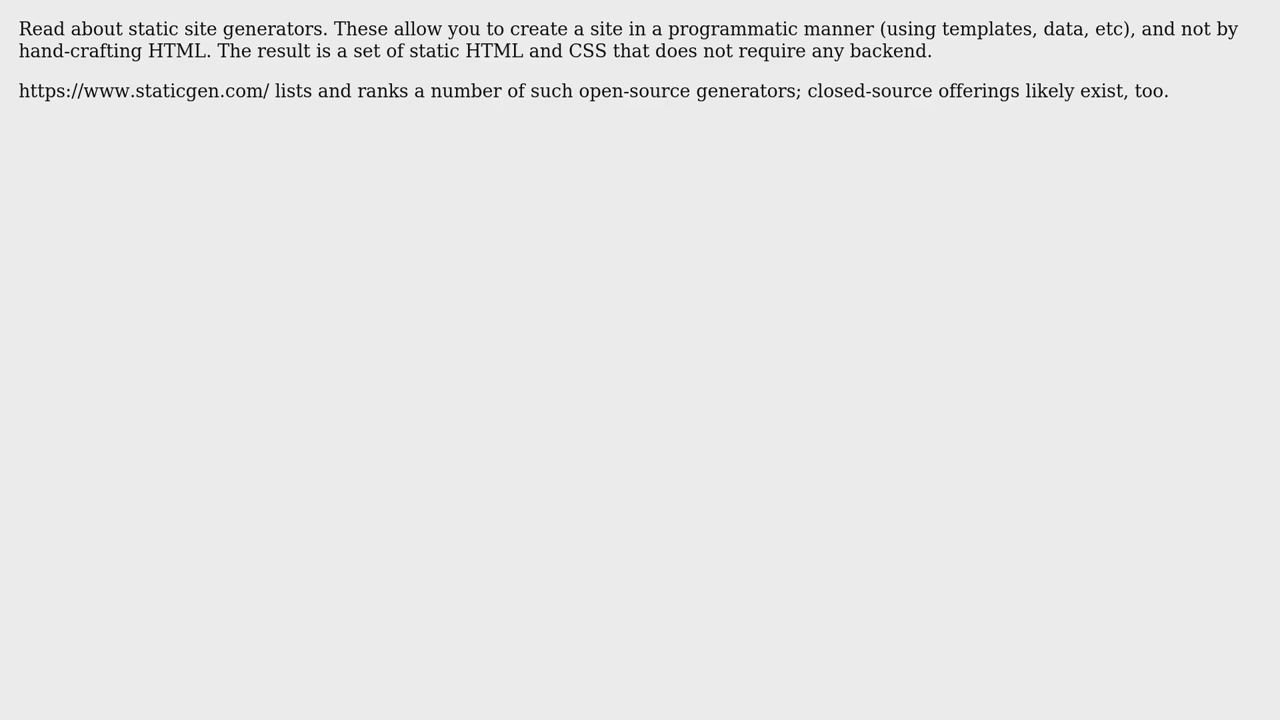 Read about static site generators. These allow you to create a site in a programmatic manner (using templates, data, etc), and not by
hand-crafting HTML. The result is a set of static HTML and CSS that does not require any backend.
https://www.staticgen.com/ lists and ranks a number of such open-source generators; closed-source offerings likely exist, too.